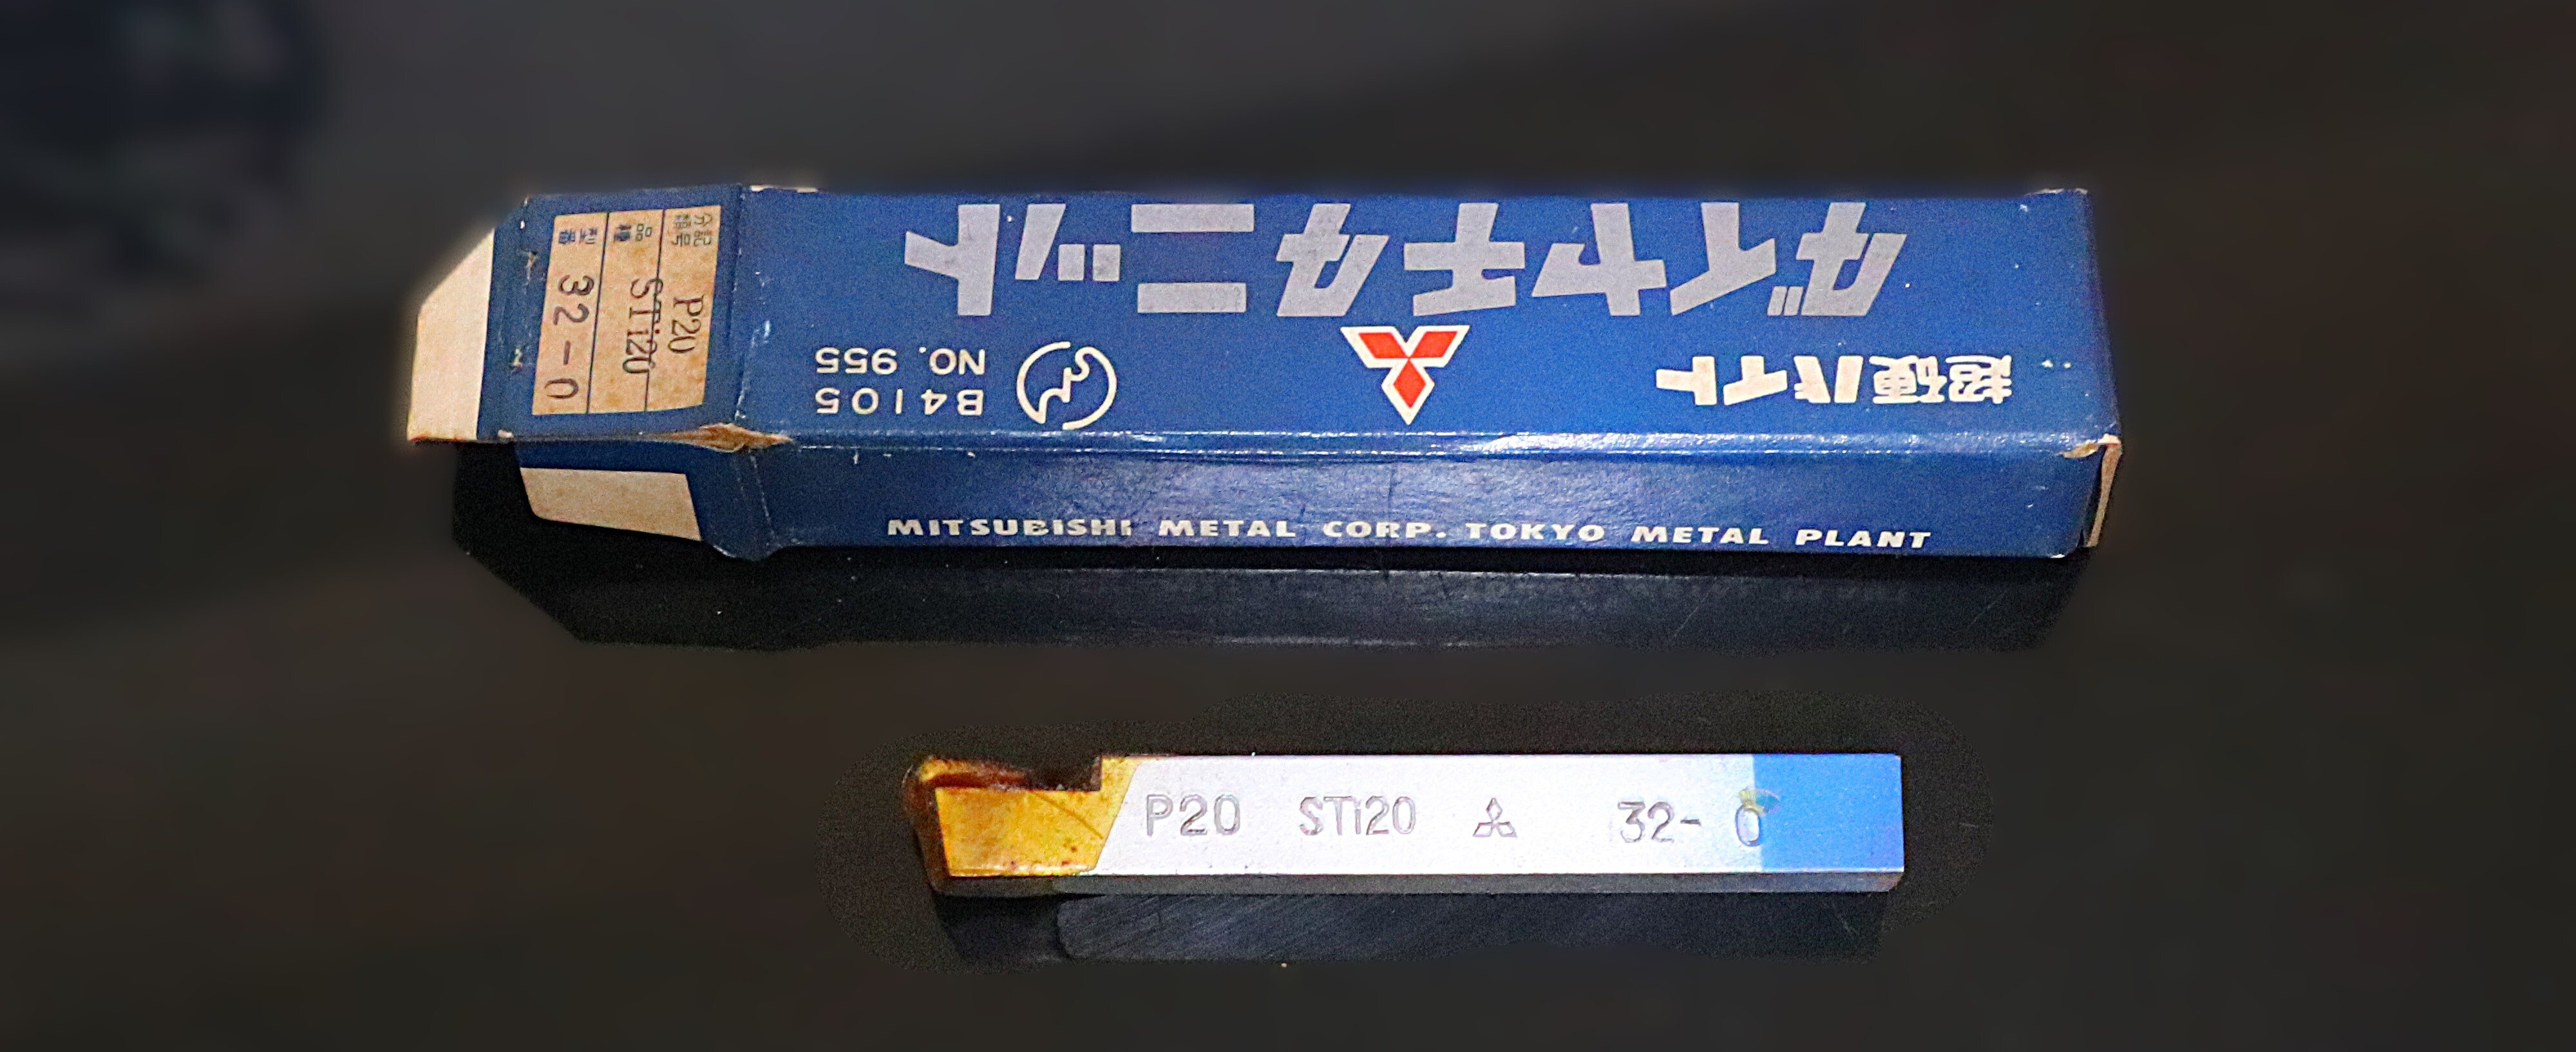 ダイヤチタニット
超硬バイト
B4105
NO. 955
MITSUBISHI METAL CORP. TOKYO METAL PLANT
分類記号 P20
品種 STi20
型番 32-0
P20 STi20 32-0